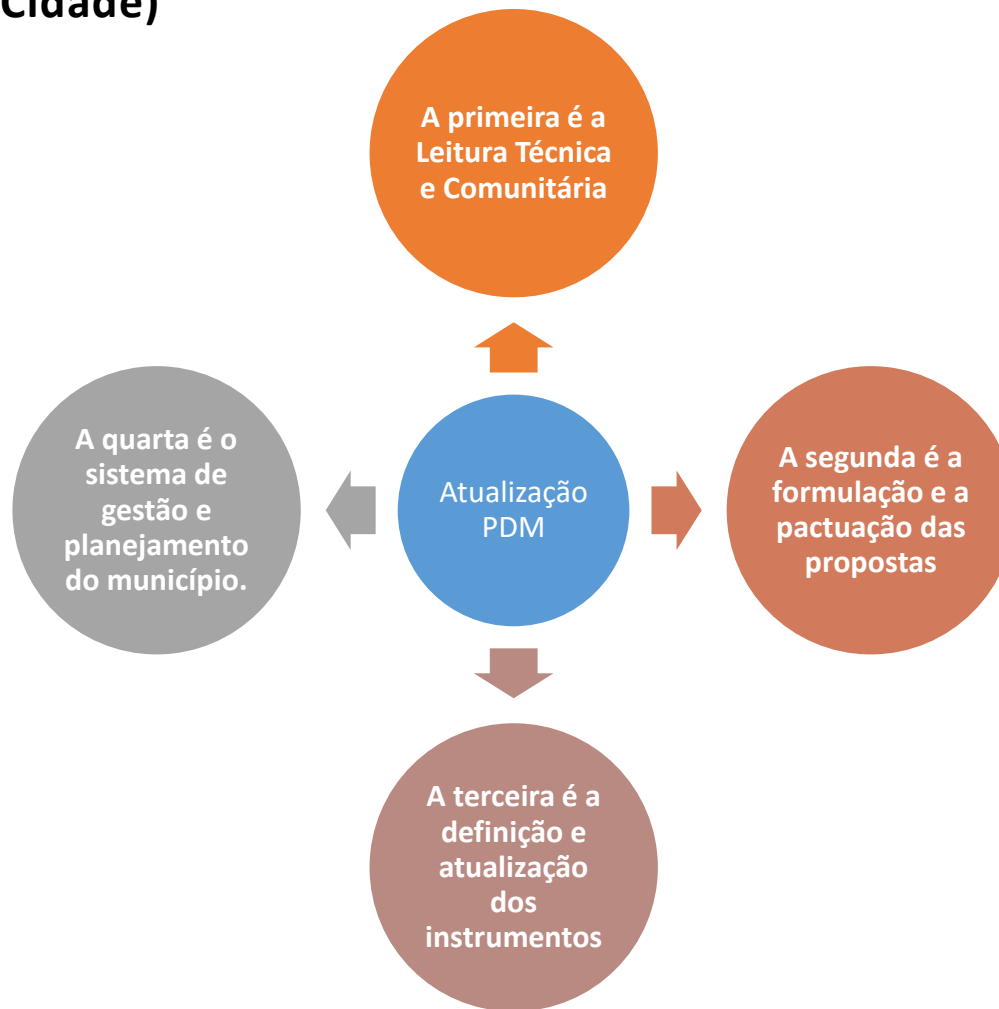 Cidade)
A primeira é a
Leitura Técnica
e Comunitária
A quarta é o
sistema de
gestão e
planejamento
do município.
Atualização
PDM
A segunda é a
formulação e a
pactuação das
propostas
A terceira é a
definição e
atualização
dos
instrumentos